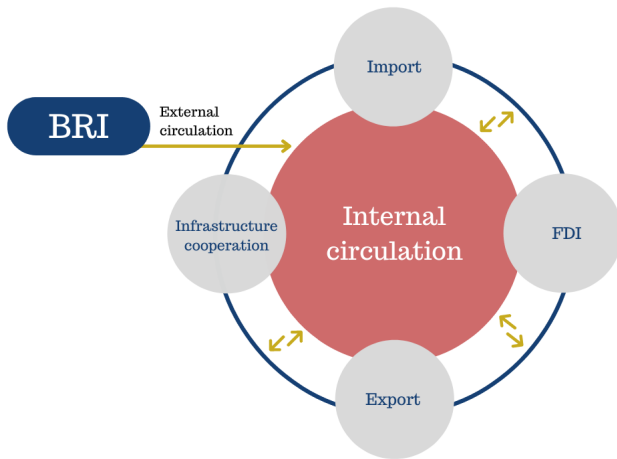 Import
BRI
External
circulation
Infrastructure
cooperation
Internal
circulation
FDI
Export